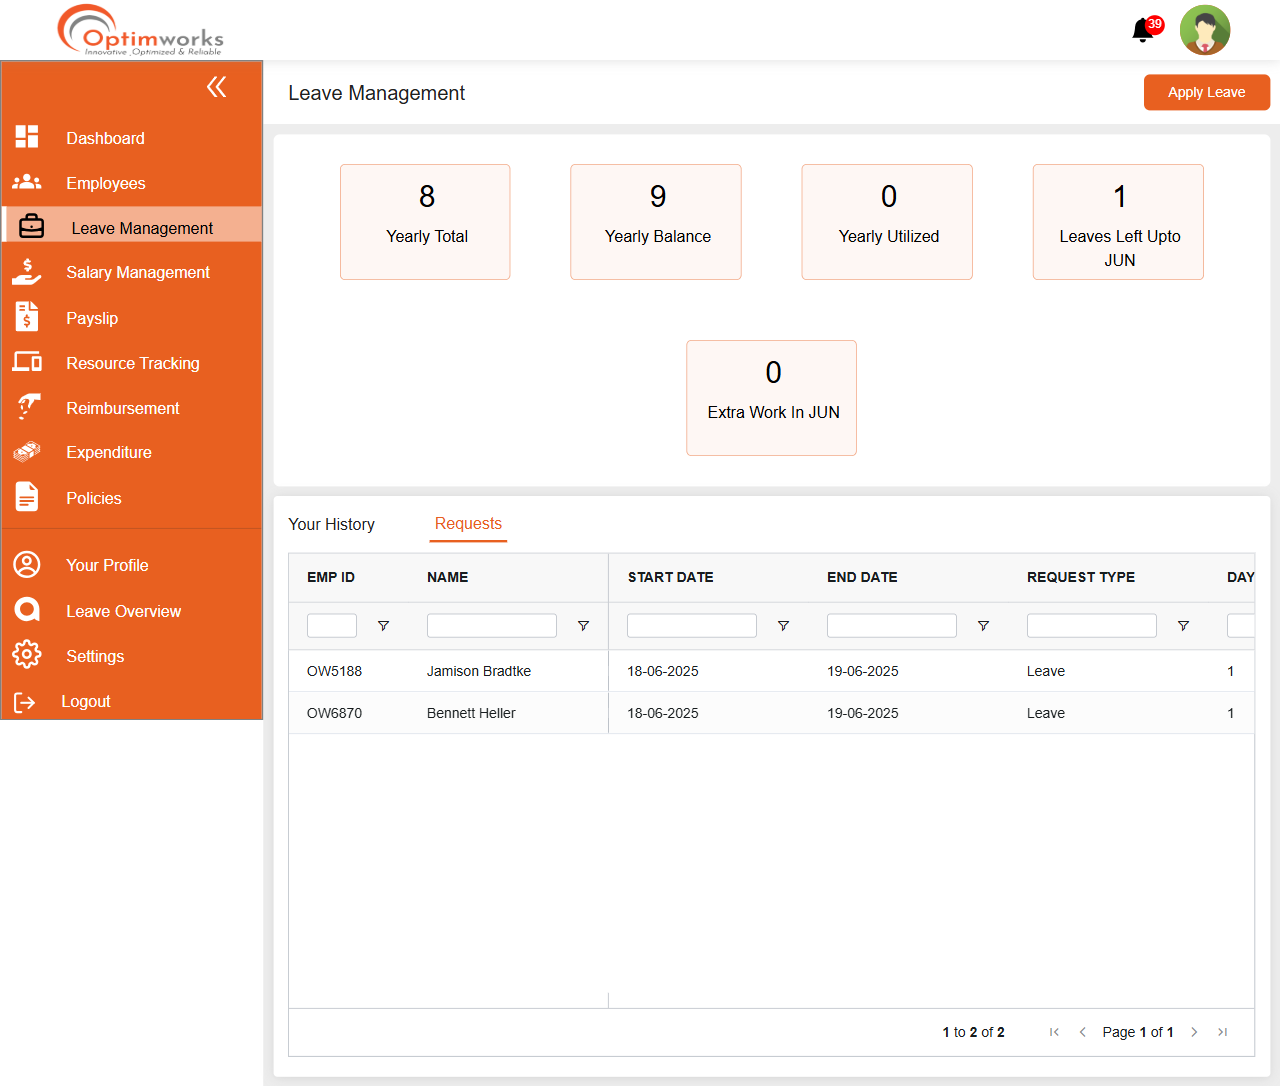 Optimworks
Innovative ,Optimized & Reliable
39
Leave Management
Apply Leave
Dashboard
Employees
Leave Management
Salary Management
Payslip
Resource Tracking
Reimbursement
Expenditure
Policies
Your Profile
Leave Overview
Settings
Logout
8
Yearly Total
9
Yearly Balance
0
Yearly Utilized
1
Leaves Left Upto
JUN
0
Extra Work In JUN
Your History
Requests
EMP ID NAME START DATE END DATE REQUEST TYPE DAY
OW5188 Jamison Bradtke 18-06-2025 19-06-2025 Leave 1
OW6870 Bennett Heller 18-06-2025 19-06-2025 Leave 1
1 to 2 of 2 Page 1 of 1